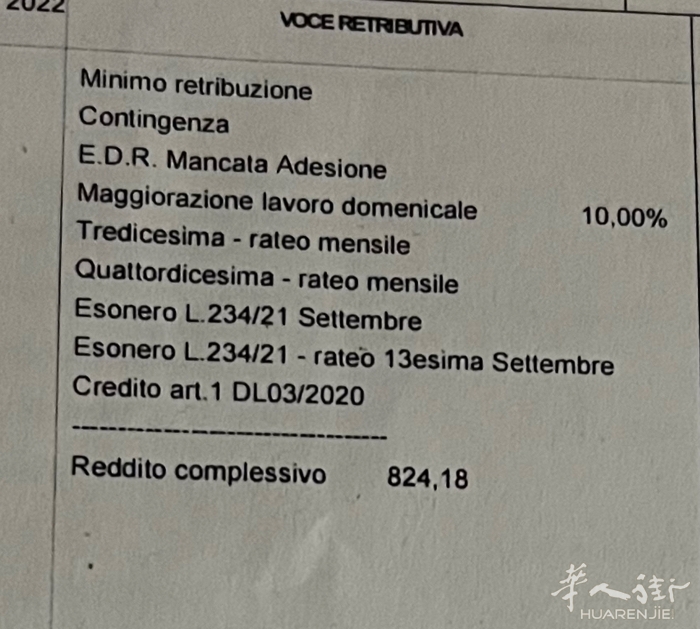 2022
VOCE RETRIBUTIVA
Minimo retribuzione
Contingenza
E.D.R. Mancata Adesione
Maggiorazione lavoro domenicale 10,00%
Tredicesima - rateo mensile
Quattordicesima - rateo mensile
Esonero L.234/21 Settembre
Esonero L.234/21 - rateo 13esima Settembre
Credito art.1 DL03/2020
----------------------------------
Reddito complessivo 824,18
华人街
HUARENJIE.